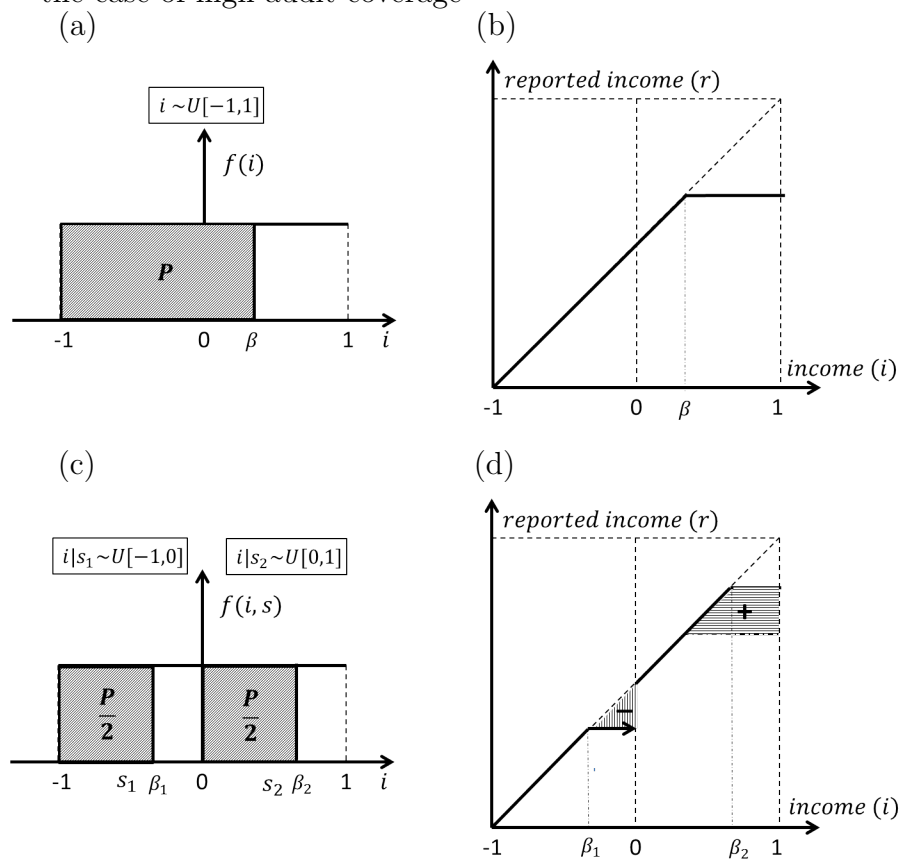 the case of high audit coverage
(a)
i ~U[−1,1]
f(i)
P
-1 0 β 1 i
(b)
reported income (r)
income (i)
-1 0 β 1
(c)
i|s₁~U[−1,0] i|s₂~U[0,1]
f(i, s)
P/2 P/2
-1 s₁ β₁ 0 s₂ β₂ 1 i
(d)
reported income (r)
+
−
income (i)
-1 β₁ 0 β₂ 1